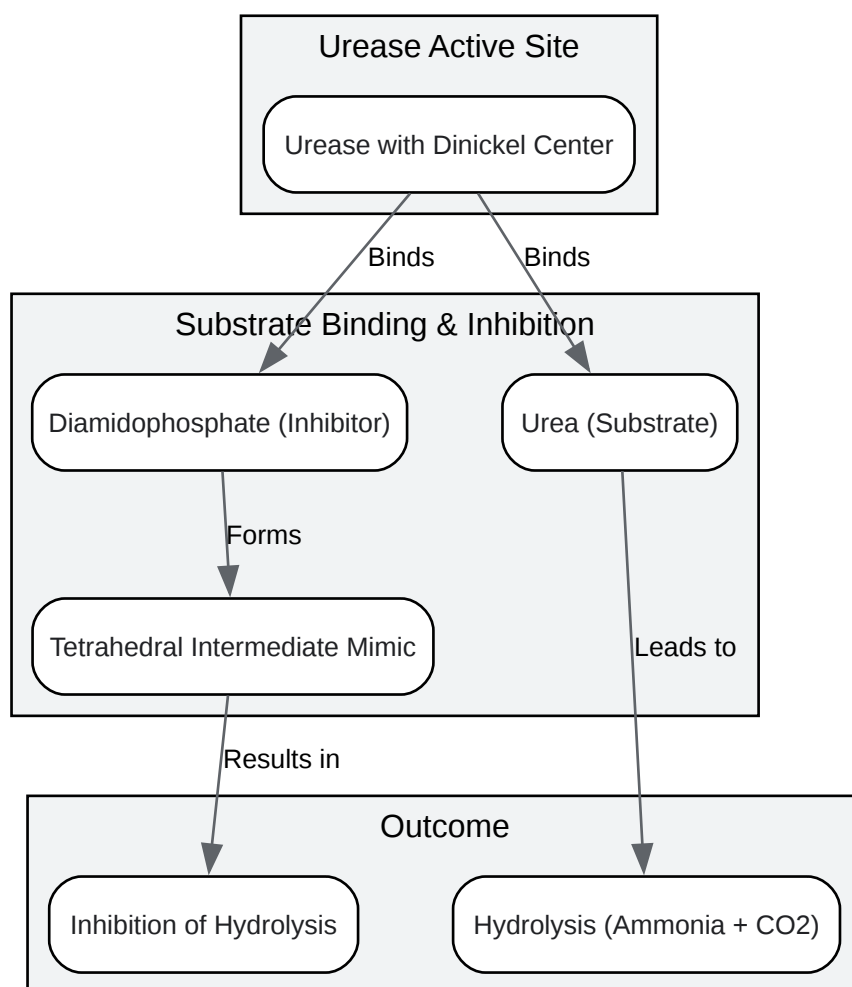 Urease Active Site
Urease with Dinickel Center
Binds
Binds
Substrate Binding & Inhibition
Diamidophosphate (Inhibitor)
Urea (Substrate)
Forms
Tetrahedral Intermediate Mimic
Leads to
Results in
Outcome
Inhibition of Hydrolysis
Hydrolysis (Ammonia + CO2)